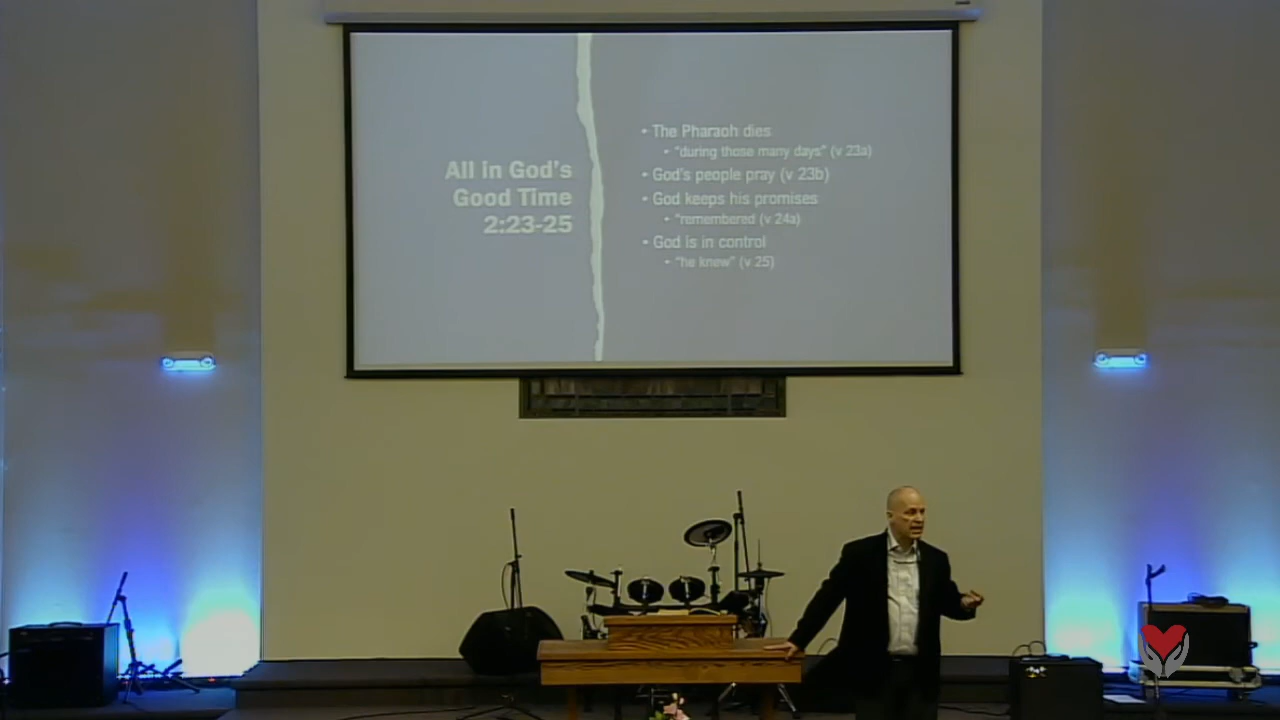 All in God's
Good Time
2:23-25
• The Pharaoh dies
• "during those many days" (v 23a)
• God's people pray (v 23b)
• God keeps his promises
• "remembered (v 24a)
• God is in control
• "he knew" (v 25)